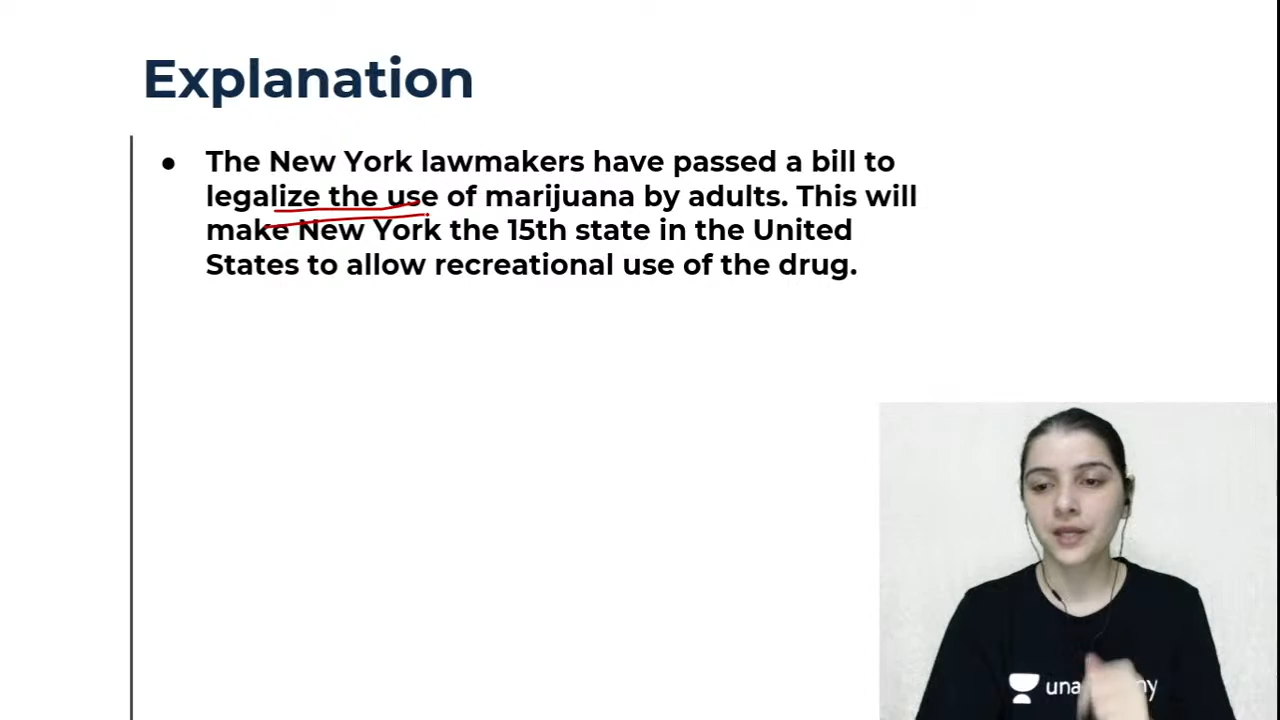 Explanation
● The New York lawmakers have passed a bill to
legalize the use of marijuana by adults. This will
make New York the 15th state in the United
States to allow recreational use of the drug.